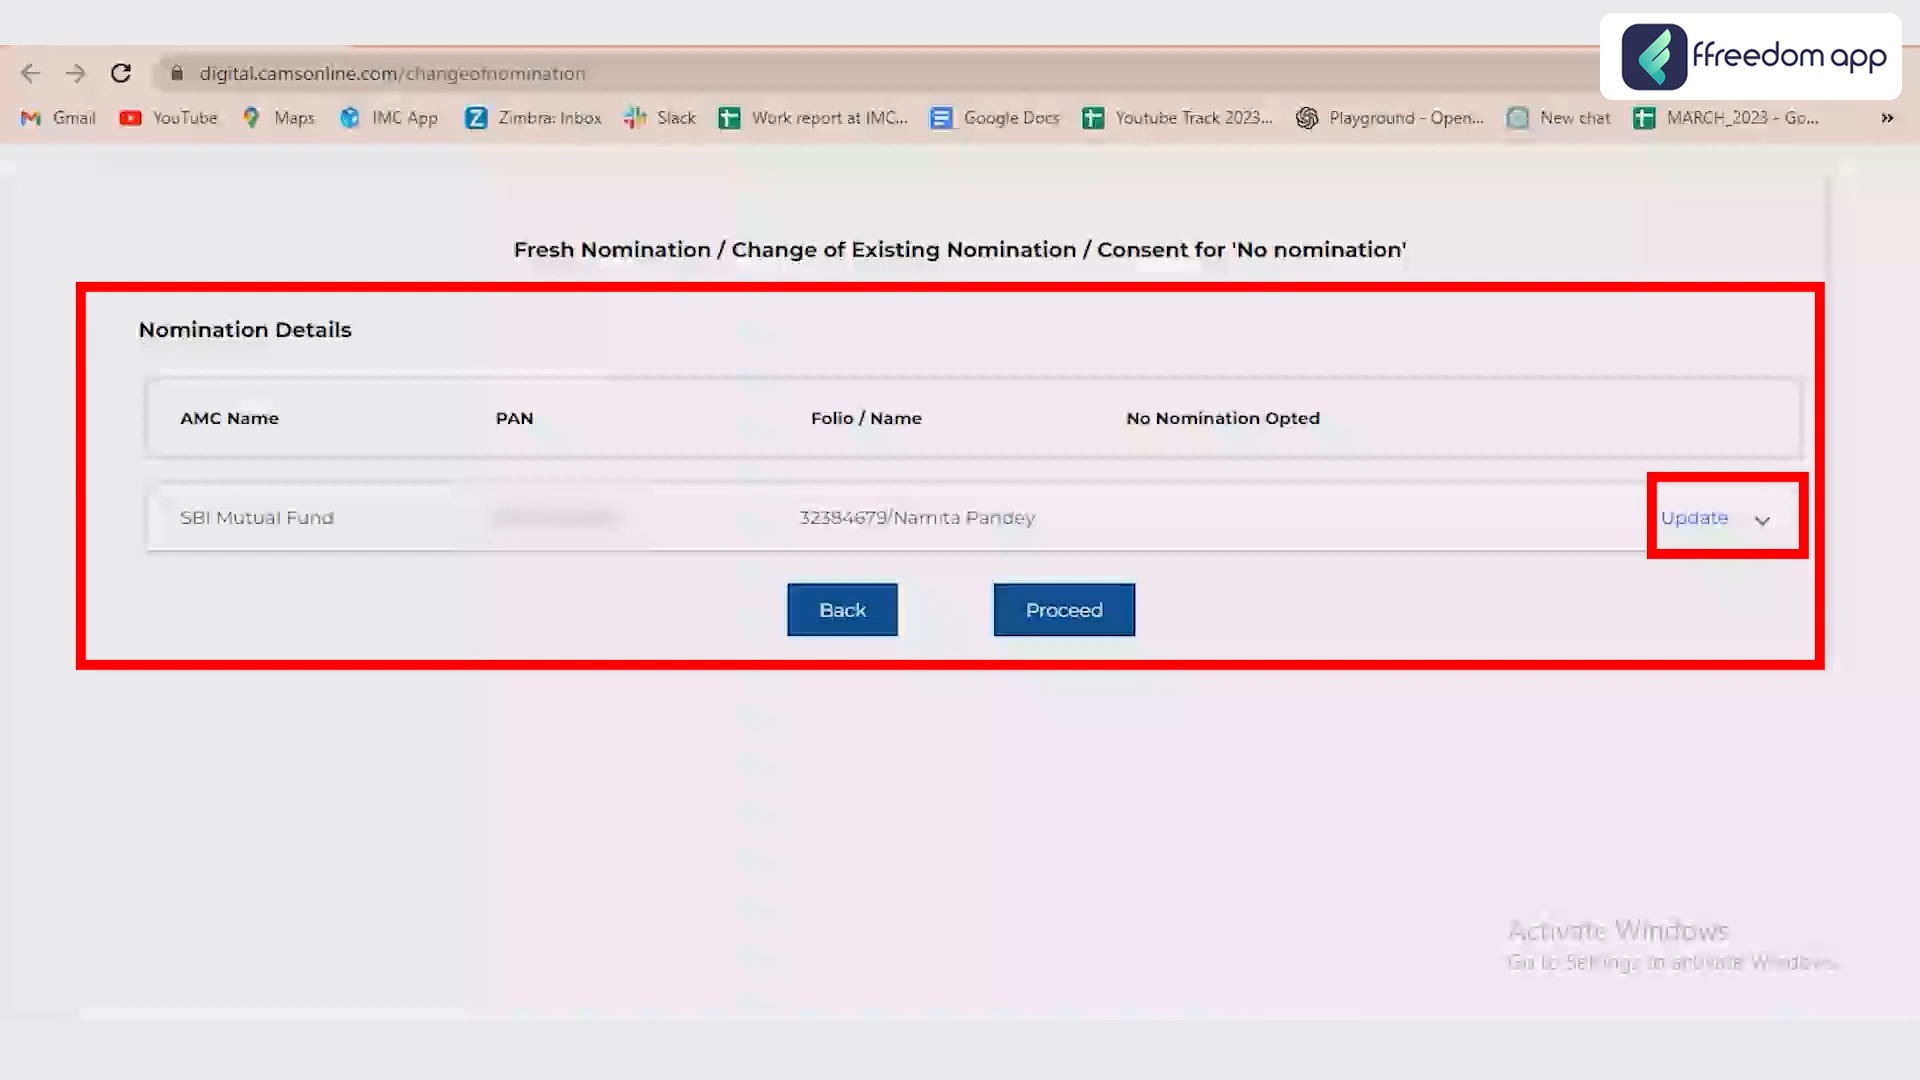 ffreedom app
digital.camsonline.com/changeofnomination
Gmail YouTube Maps IMC App Zimbra: Inbox Slack Work report at IMC... Google Docs Youtube Track 2023... Playground - Open... New chat MARCH_2023 - Go... »
Fresh Nomination / Change of Existing Nomination / Consent for 'No nomination'
Nomination Details
AMC Name PAN Folio / Name No Nomination Opted
SBI Mutual Fund 32384679/Namita Pandey Update
Back Proceed
Activate Windows
Go to Settings to activate Windows.